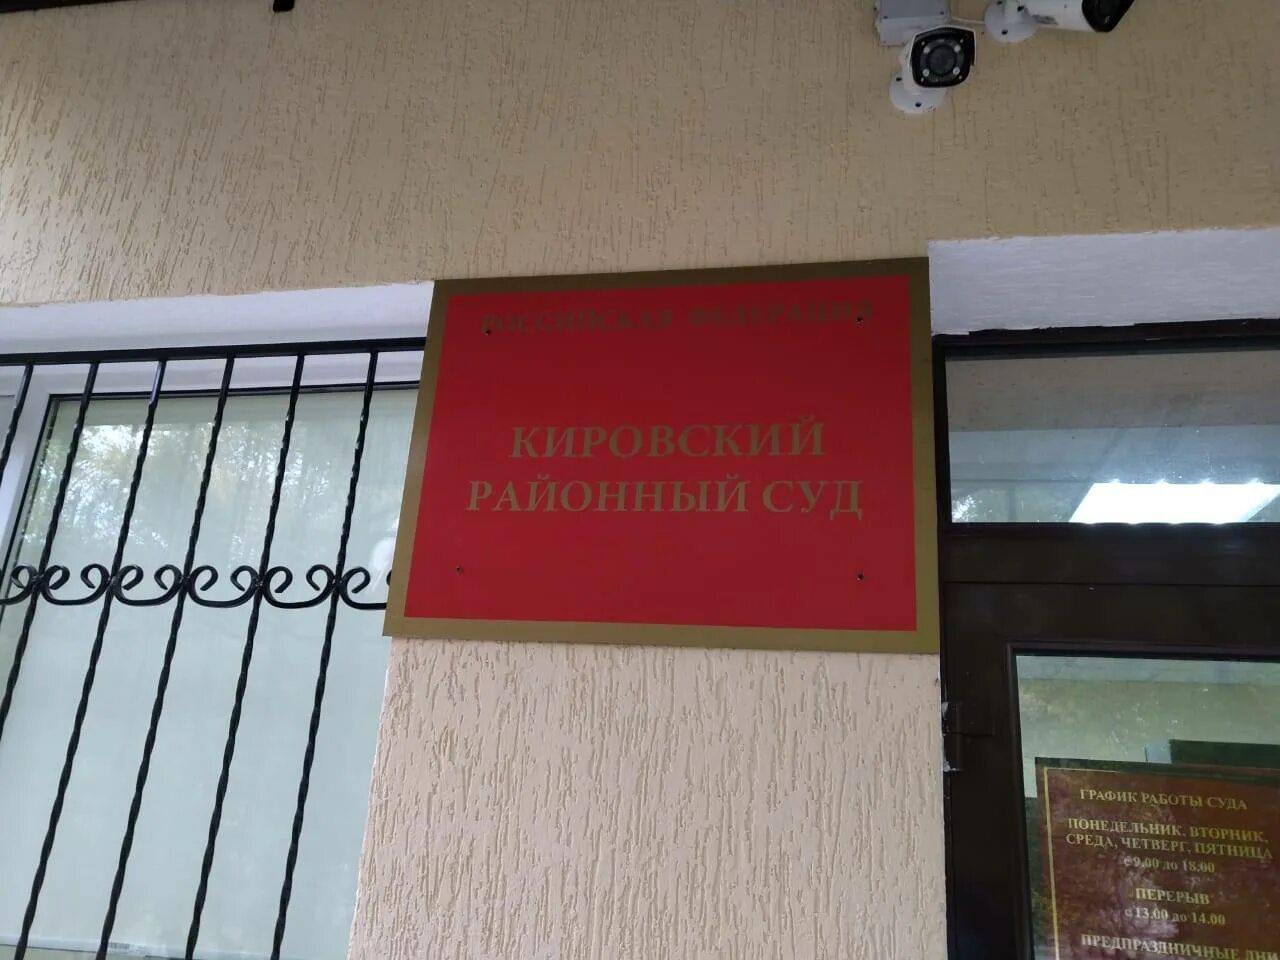 РОССИЙСКАЯ ФЕДЕРАЦИЯ
КИРОВСКИЙ
РАЙОННЫЙ СУД
ГРАФИК РАБОТЫ СУДА
ПОНЕДЕЛЬНИК, ВТОРНИК,
СРЕДА, ЧЕТВЕРГ, ПЯТНИЦА
с 9.00 до 18.00
ПЕРЕРЫВ
с 13.00 до 14.00
ПРЕДПРАЗДНИЧНЫЕ ДНИ